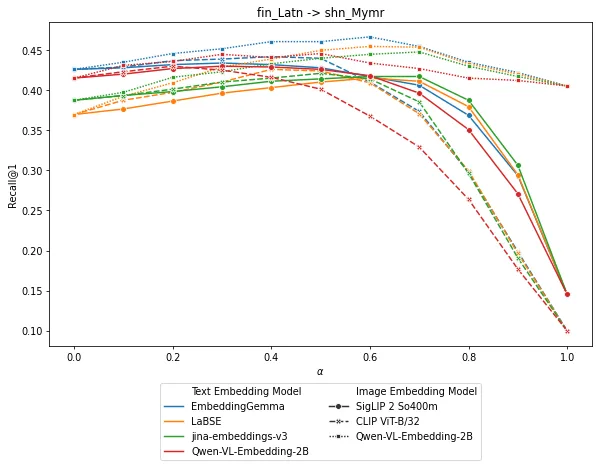 fin_Latn -> shn_Mymr
0.45
0.40
0.35
0.30
0.25
0.20
0.15
0.10
Recall@1
0.0 0.2 0.4 0.6 0.8 1.0
α
Text Embedding Model
EmbeddingGemma
LaBSE
jina-embeddings-v3
Qwen-VL-Embedding-2B
Image Embedding Model
SigLIP 2 So400m
CLIP ViT-B/32
Qwen-VL-Embedding-2B